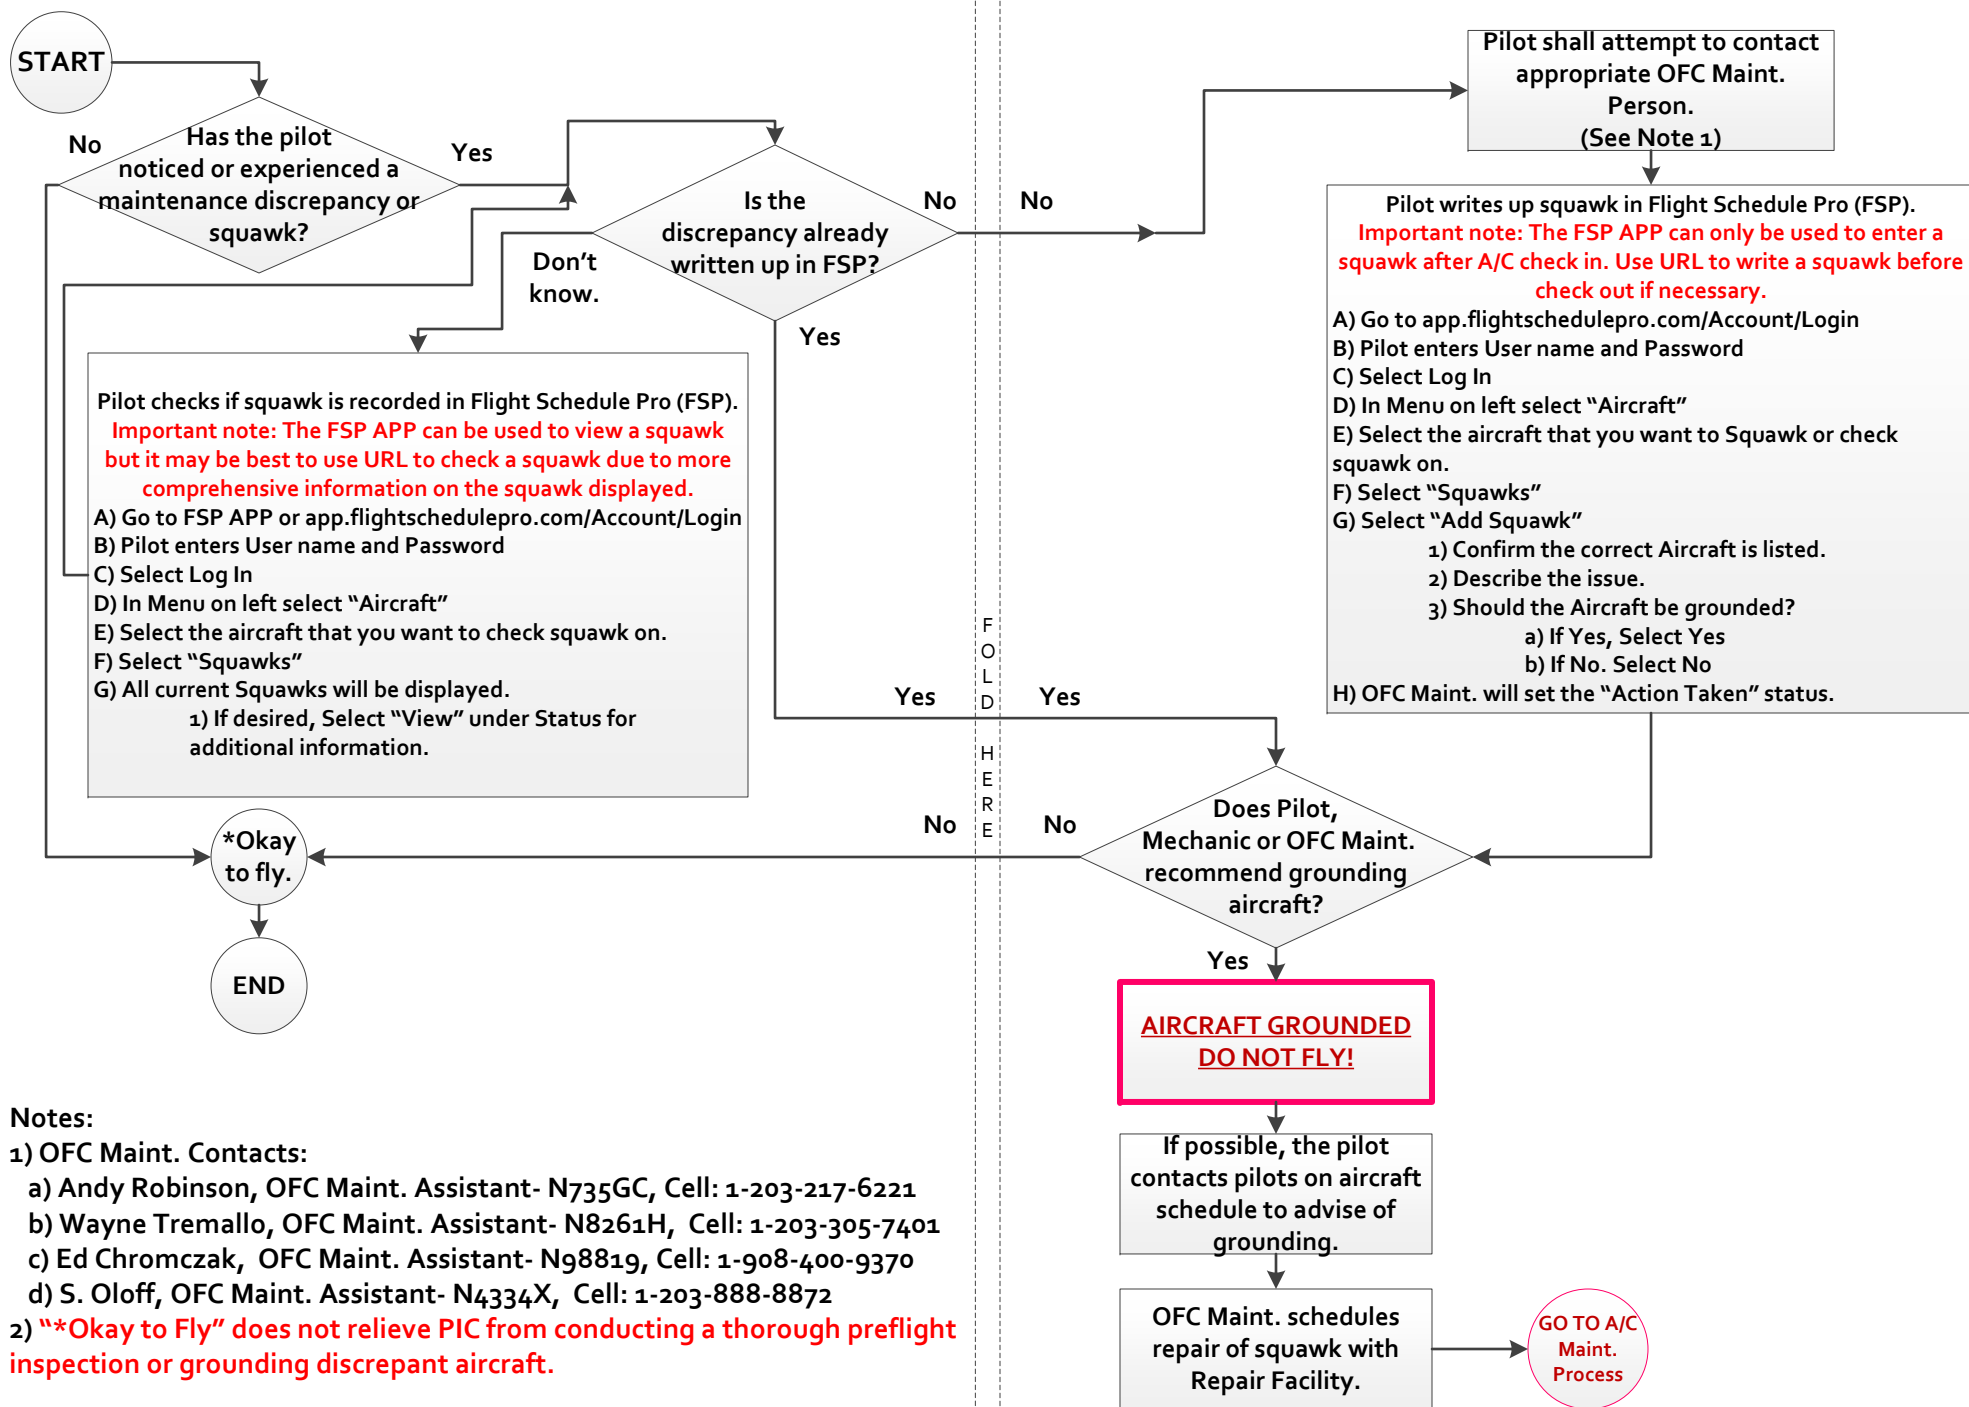 START
No
Has the pilot
noticed or experienced a
maintenance discrepancy or
squawk?
Yes
Is the
discrepancy already
written up in FSP?
No
No
Don't
know.
Yes
Pilot shall attempt to contact
appropriate OFC Maint.
Person.
(See Note 1)
Pilot writes up squawk in Flight Schedule Pro (FSP).
Important note: The FSP APP can only be used to enter a
squawk after A/C check in. Use URL to write a squawk before
check out if necessary.
A) Go to app.flightschedulepro.com/Account/Login
B) Pilot enters User name and Password
C) Select Log In
D) In Menu on left select “Aircraft”
E) Select the aircraft that you want to Squawk or check
squawk on.
F) Select “Squawks”
G) Select “Add Squawk”
1) Confirm the correct Aircraft is listed.
2) Describe the issue.
3) Should the Aircraft be grounded?
a) If Yes, Select Yes
b) If No. Select No
H) OFC Maint. will set the “Action Taken” status.
Pilot checks if squawk is recorded in Flight Schedule Pro (FSP).
Important note: The FSP APP can be used to view a squawk
but it may be best to use URL to check a squawk due to more
comprehensive information on the squawk displayed.
A) Go to FSP APP or app.flightschedulepro.com/Account/Login
B) Pilot enters User name and Password
C) Select Log In
D) In Menu on left select “Aircraft”
E) Select the aircraft that you want to check squawk on.
F) Select “Squawks”
G) All current Squawks will be displayed.
1) If desired, Select “View” under Status for
additional information.
FOLD HERE
Yes
Yes
No
No
Does Pilot,
Mechanic or OFC Maint.
recommend grounding
aircraft?
*Okay
to fly.
END
Yes
AIRCRAFT GROUNDED
DO NOT FLY!
If possible, the pilot
contacts pilots on aircraft
schedule to advise of
grounding.
OFC Maint. schedules
repair of squawk with
Repair Facility.
GO TO A/C
Maint.
Process
Notes:
1) OFC Maint. Contacts:
a) Andy Robinson, OFC Maint. Assistant- N735GC, Cell: 1-203-217-6221
b) Wayne Tremallo, OFC Maint. Assistant- N8261H, Cell: 1-203-305-7401
c) Ed Chromczak, OFC Maint. Assistant- N98819, Cell: 1-908-400-9370
d) S. Oloff, OFC Maint. Assistant- N4334X, Cell: 1-203-888-8872
2) “*Okay to Fly” does not relieve PIC from conducting a thorough preflight
inspection or grounding discrepant aircraft.